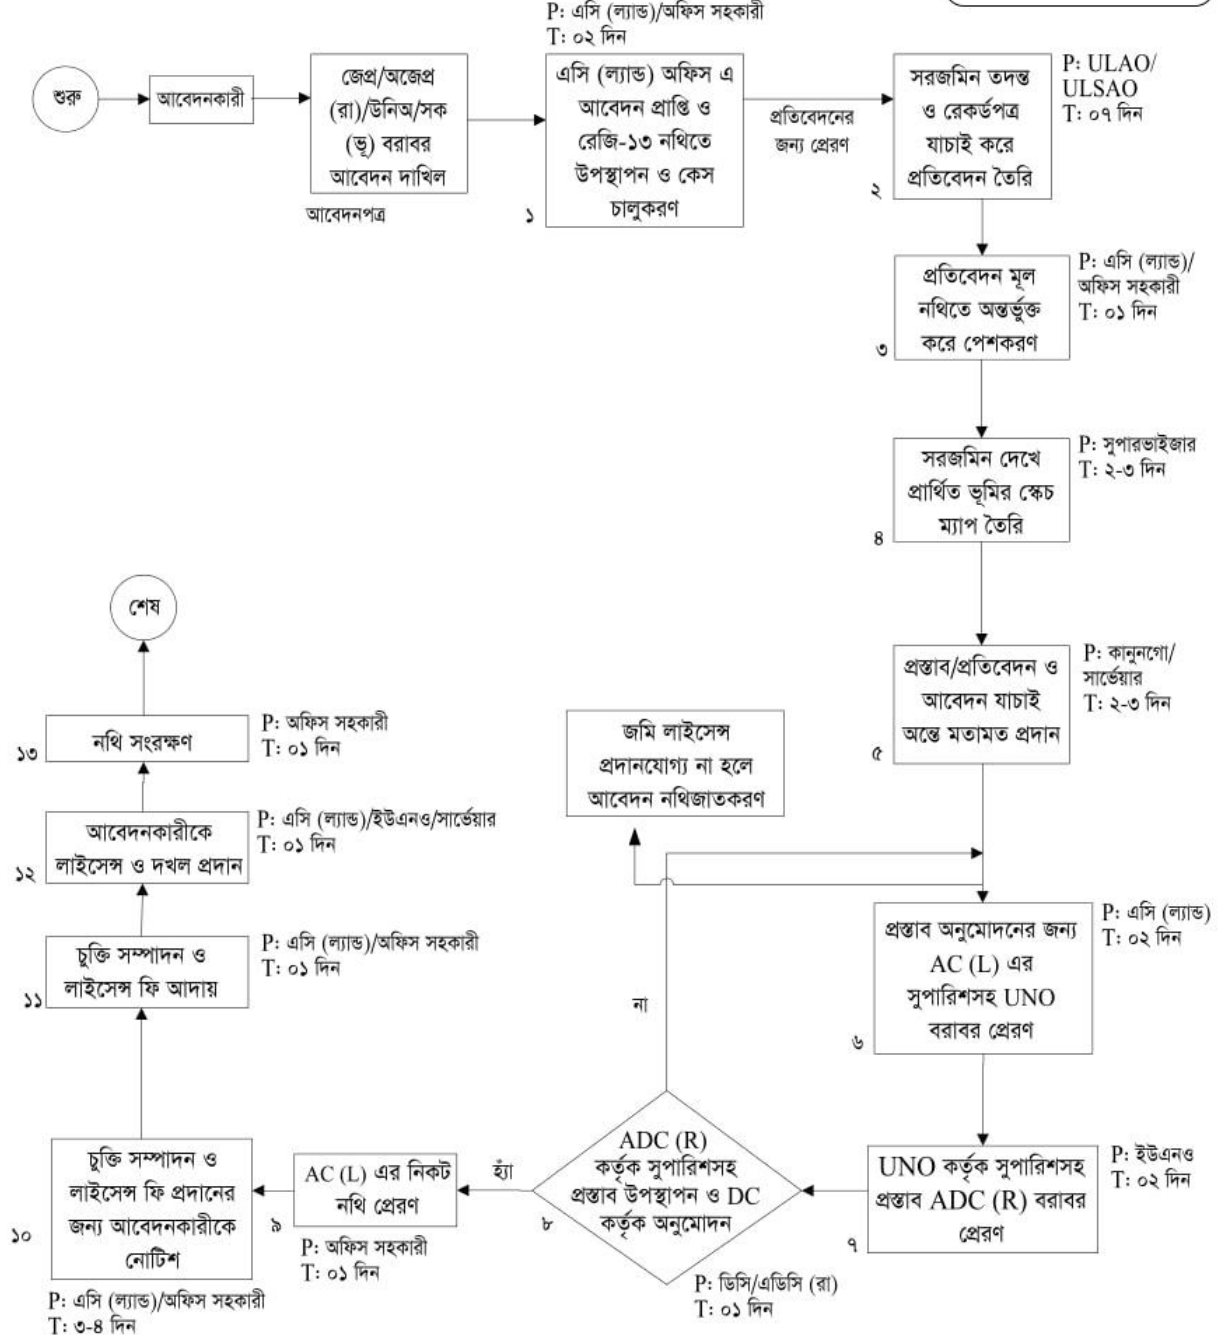 P: এসি (ল্যান্ড)/অফিস সহকারী
T: ০২ দিন
শুরু
আবেদনকারী
জেপ্র/অজেপ্র
(রা)/উনিঅ/সক
(ভূ) বরাবর
আবেদন দাখিল
আবেদনপত্র
এসি (ল্যান্ড) অফিস এ
আবেদন প্রাপ্তি ও
রেজি-১৩ নথিতে
উপস্থাপন ও কেস
চালুকরণ
১
প্রতিবেদনের
জন্য প্রেরণ
সরজমিন তদন্ত
ও রেকর্ডপত্র
যাচাই করে
প্রতিবেদন তৈরি
২
P: ULAO/
ULSAO
T: ০৭ দিন
প্রতিবেদন মূল
নথিতে অন্তর্ভুক্ত
করে পেশকরণ
৩
P: এসি (ল্যান্ড)/
অফিস সহকারী
T: ০১ দিন
সরজমিন দেখে
প্রার্থিত ভূমির স্কেচ
ম্যাপ তৈরি
৪
P: সুপারভাইজার
T: ২-৩ দিন
প্রস্তাব/প্রতিবেদন ও
আবেদন যাচাই
অন্তে মতামত প্রদান
৫
P: কানুনগো/
সার্ভেয়ার
T: ২-৩ দিন
জমি লাইসেন্স
প্রদানযোগ্য না হলে
আবেদন নথিজাতকরণ
প্রস্তাব অনুমোদনের জন্য
AC (L) এর
সুপারিশসহ UNO
বরাবর প্রেরণ
৬
P: এসি (ল্যান্ড)
T: ০২ দিন
UNO কর্তৃক সুপারিশসহ
প্রস্তাব ADC (R) বরাবর
প্রেরণ
৭
P: ইউএনও
T: ০২ দিন
ADC (R)
কর্তৃক সুপারিশসহ
প্রস্তাব উপস্থাপন ও DC
কর্তৃক অনুমোদন
৮
P: ডিসি/এডিসি (রা)
T: ০১ দিন
না
হ্যাঁ
AC (L) এর নিকট
নথি প্রেরণ
৯
P: অফিস সহকারী
T: ০১ দিন
চুক্তি সম্পাদন ও
লাইসেন্স ফি প্রদানের
জন্য আবেদনকারীকে
নোটিশ
১০
P: এসি (ল্যান্ড)/অফিস সহকারী
T: ৩-৪ দিন
চুক্তি সম্পাদন ও
লাইসেন্স ফি আদায়
১১
P: এসি (ল্যান্ড)/অফিস সহকারী
T: ০১ দিন
আবেদনকারীকে
লাইসেন্স ও দখল প্রদান
১২
P: এসি (ল্যান্ড)/ইউএনও/সার্ভেয়ার
T: ০১ দিন
নথি সংরক্ষণ
১৩
P: অফিস সহকারী
T: ০১ দিন
শেষ